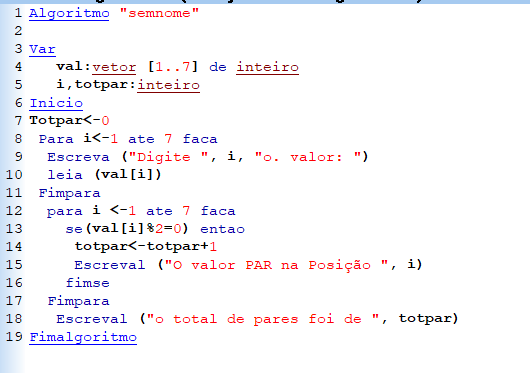 1 Algoritmo "semnome"
2
3 Var
4 val:vetor [1..7] de inteiro
5 i,totpar:inteiro
6 Inicio
7 Totpar<-0
8 Para i<-1 ate 7 faca
9 Escreva ("Digite ", i, "o. valor: ")
10 leia (val[i])
11 Fimpara
12 para i <-1 ate 7 faca
13 se(val[i]%2=0) entao
14 totpar<-totpar+1
15 Escreval ("O valor PAR na Posição ", i)
16 fimse
17 Fimpara
18 Escreval ("o total de pares foi de ", totpar)
19 Fimalgoritmo